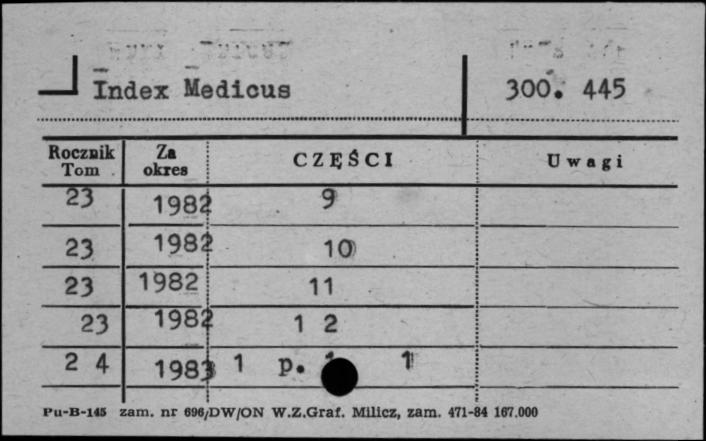 Index Medicus 300. 445
Rocznik Tom Za okres CZĘŚCI Uwagi
23 1982 9
23 1982 10
23 1982 11
23 1982 1 2
2 4 1983 1 p. 1
Pu-B-145 zam. nr 696/DW/ON W.Z.Graf. Milicz, zam. 471-84 167.000